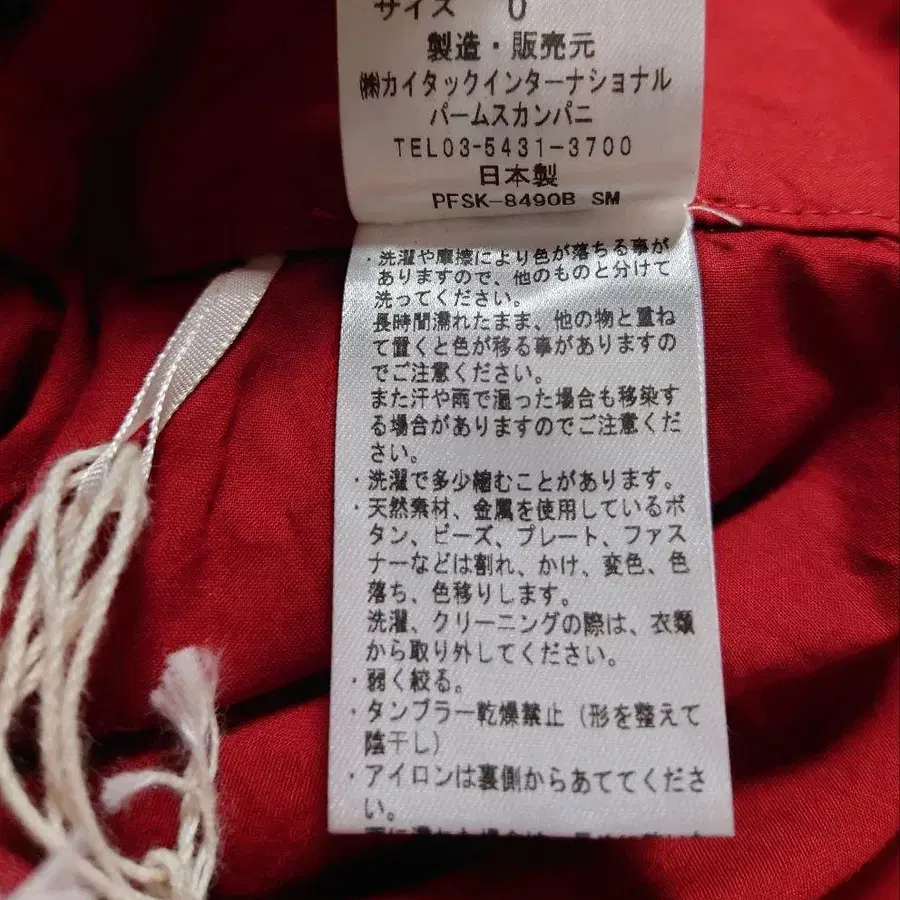 サイズ 0
製造・販売元
㈱カイタックインターナショナル
パームスカンパニ
TEL03-5431-3700
日本製
PFSK-8490B SM
・洗濯や摩擦により色が落ちる事が
ありますので、他のものと分けて
洗ってください。
長時間濡れたまま、他の物と重ね
て置くと色が移る事がありますの
でご注意ください。
また汗や雨で湿った場合も移染す
る場合がありますのでご注意くだ
さい。
・洗濯で多少縮むことがあります。
・天然素材、金属を使用しているボ
タン、ビーズ、プレート、ファス
ナーなどは割れ、かけ、変色、色
落ち、色移りします。
洗濯、クリーニングの際は、衣類
から取り外してください。
・弱く絞る。
・タンブラー乾燥禁止（形を整えて
陰干し）
・アイロンは裏側からあててくださ
い。